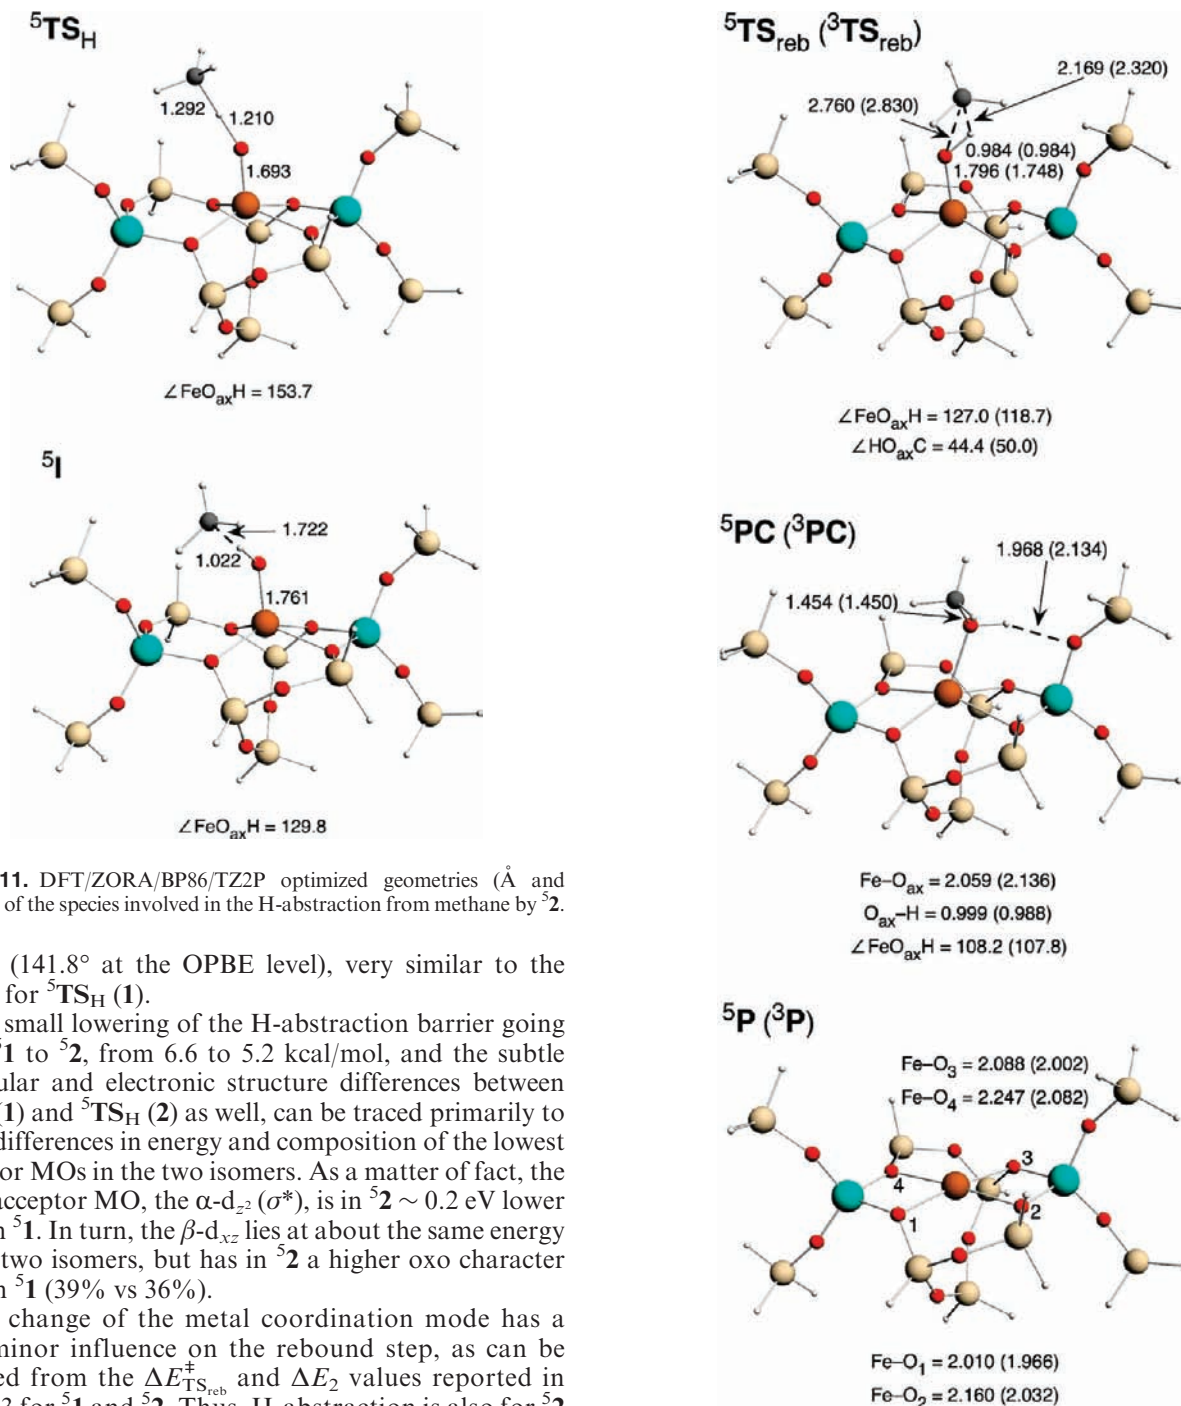 ⁵TS_H
1.292
1.210
1.693
∠FeO_axH = 153.7
⁵I
1.722
1.022
1.761
∠FeO_axH = 129.8
11. DFT/ZORA/BP86/TZ2P optimized geometries (Å and
of the species involved in the H-abstraction from methane by ⁵2.
(141.8° at the OPBE level), very similar to the
for ⁵TS_H (1).
small lowering of the H-abstraction barrier going
1 to ⁵2, from 6.6 to 5.2 kcal/mol, and the subtle
ular and electronic structure differences between
(1) and ⁵TS_H (2) as well, can be traced primarily to
differences in energy and composition of the lowest
or MOs in the two isomers. As a matter of fact, the
acceptor MO, the α-d_z² (σ*), is in ⁵2 ∼ 0.2 eV lower
n ⁵1. In turn, the β-d_xz lies at about the same energy
two isomers, but has in ⁵2 a higher oxo character
n ⁵1 (39% vs 36%).
change of the metal coordination mode has a
minor influence on the rebound step, as can be
ed from the ΔE‡_TS_reb and ΔE₂ values reported in
3 for ⁵1 and ⁵2. Thus, H-abstraction is also for ⁵2
⁵TS_reb (³TS_reb)
2.169 (2.320)
2.760 (2.830)
0.984 (0.984)
1.796 (1.748)
∠FeO_axH = 127.0 (118.7)
∠HO_axC = 44.4 (50.0)
⁵PC (³PC)
1.968 (2.134)
1.454 (1.450)
Fe–O_ax = 2.059 (2.136)
O_ax–H = 0.999 (0.988)
∠FeO_axH = 108.2 (107.8)
⁵P (³P)
Fe–O₃ = 2.088 (2.002)
Fe–O₄ = 2.247 (2.082)
3
4
1
2
Fe–O₁ = 2.010 (1.966)
Fe–O₂ = 2.160 (2.032)